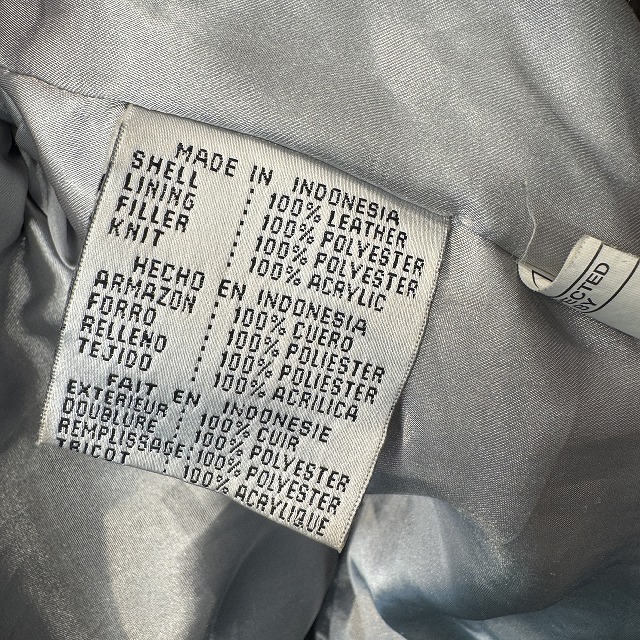 MADE IN INDONESIA
SHELL : 100% LEATHER
LINING : 100% POLYESTER
FILLER : 100% POLYESTER
KNIT : 100% ACRYLIC
HECHO EN INDONESIA
ARMAZON : 100% CUERO
FORRO : 100% POLIESTER
RELLENO : 100% POLIESTER
TEJIDO : 100% ACRILICA
FAIT EN INDONESIE
EXTERIEUR : 100% CUIR
DOUBLURE : 100% POLYESTER
REMPLISSAGE : 100% POLYESTER
TRICOT : 100% ACRYLIQUE
BY